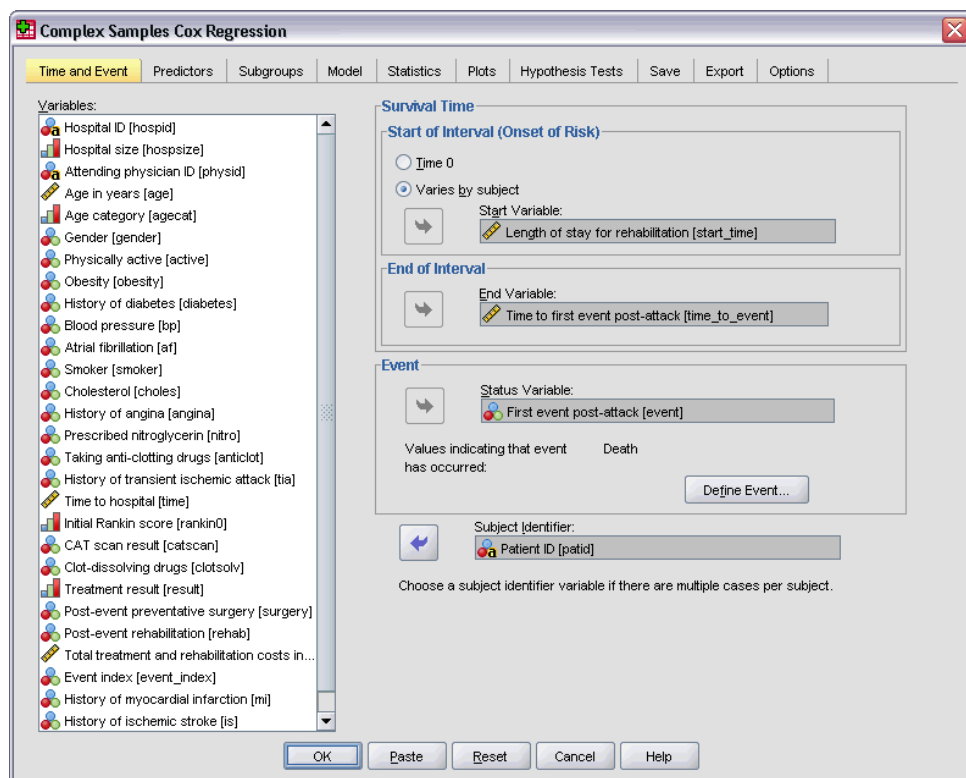 Complex Samples Cox Regression
Time and Event
Predictors
Subgroups
Model
Statistics
Plots
Hypothesis Tests
Save
Export
Options
Variables:
Hospital ID [hospid]
Hospital size [hospsize]
Attending physician ID [physid]
Age in years [age]
Age category [agecat]
Gender [gender]
Physically active [active]
Obesity [obesity]
History of diabetes [diabetes]
Blood pressure [bp]
Atrial fibrillation [af]
Smoker [smoker]
Cholesterol [choles]
History of angina [angina]
Prescribed nitroglycerin [nitro]
Taking anti-clotting drugs [anticlot]
History of transient ischemic attack [tia]
Time to hospital [time]
Initial Rankin score [rankin0]
CAT scan result [catscan]
Clot-dissolving drugs [clotsolv]
Treatment result [result]
Post-event preventative surgery [surgery]
Post-event rehabilitation [rehab]
Total treatment and rehabilitation costs in...
Event index [event_index]
History of myocardial infarction [mi]
History of ischemic stroke [is]
Survival Time
Start of Interval (Onset of Risk)
Time 0
Varies by subject
Start Variable:
Length of stay for rehabilitation [start_time]
End of Interval
End Variable:
Time to first event post-attack [time_to_event]
Event
Status Variable:
First event post-attack [event]
Values indicating that event Death
has occurred:
Define Event...
Subject Identifier:
Patient ID [patid]
Choose a subject identifier variable if there are multiple cases per subject.
OK
Paste
Reset
Cancel
Help